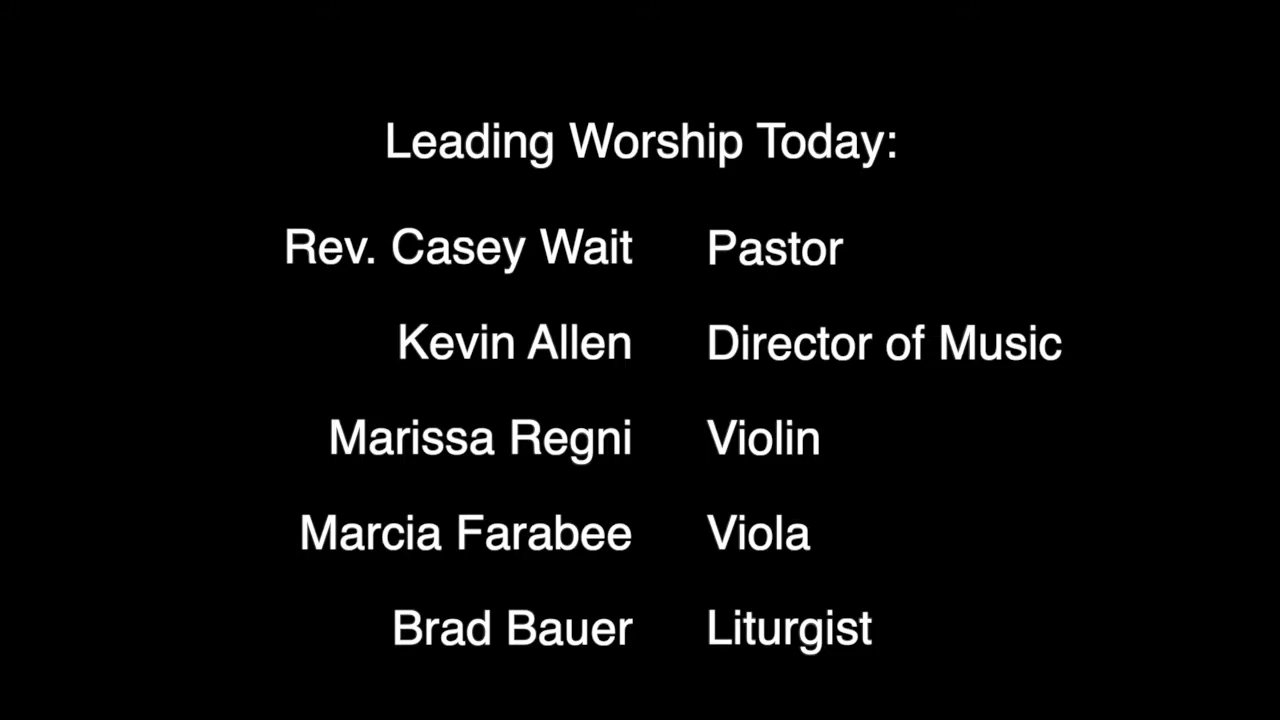 Leading Worship Today:
Rev. Casey Wait Pastor
Kevin Allen Director of Music
Marissa Regni Violin
Marcia Farabee Viola
Brad Bauer Liturgist